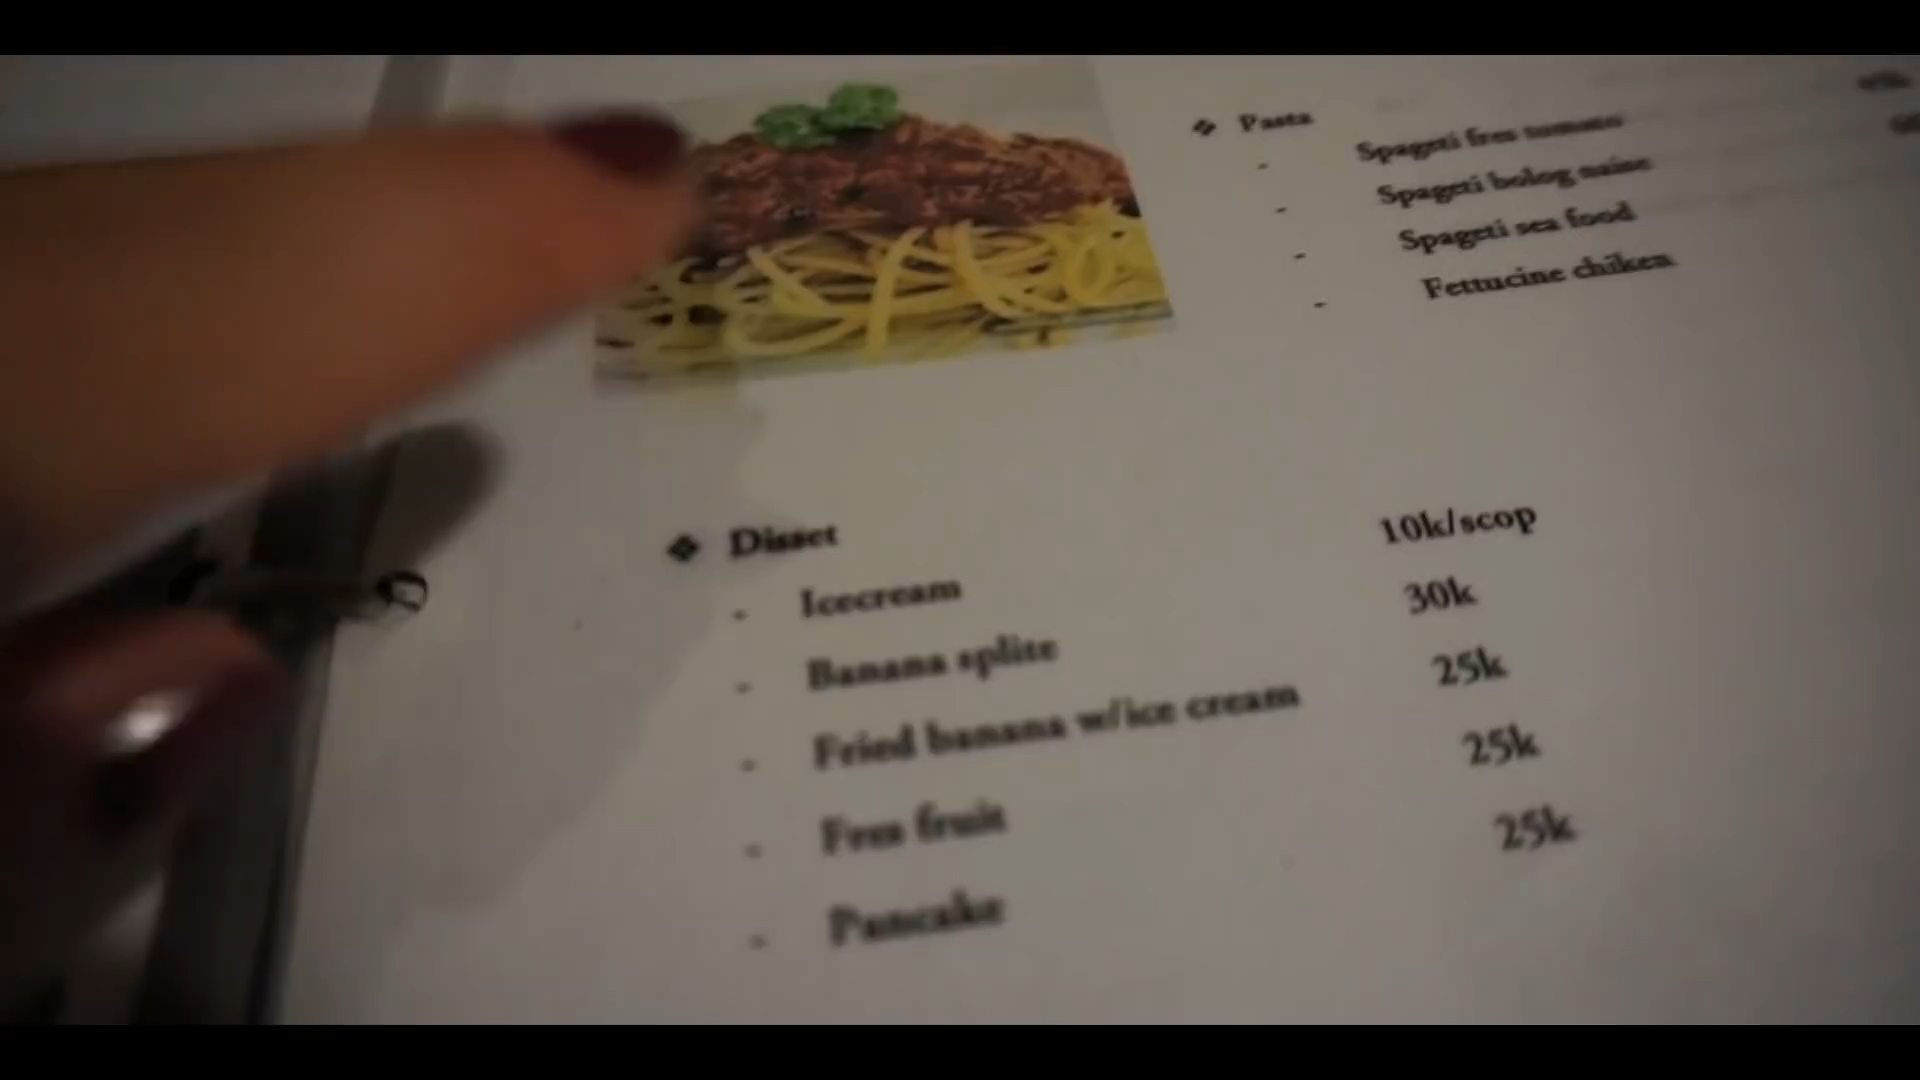 Pasta
- Spageti fres tomato
- Spageti bolog naise
- Spageti sea food
- Fettucine chiken
Disset
- Icecream 10k/scop
- Banana splite 30k
- Fried banana w/ice cream 25k
- Fres fruit 25k
- Pancake 25k